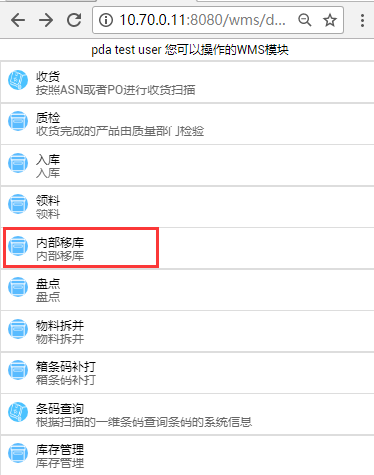 10.70.0.11:8080/wms/d...
pda test user 您可以操作的WMS模块
收货
按照ASN或者PO进行收货扫描
质检
收货完成的产品由质量部门检验
入库
入库
领料
领料
内部移库
内部移库
盘点
盘点
物料拆并
物料拆并
箱条码补打
箱条码补打
条码查询
根据扫描的一维条码查询条码的系统信息
库存管理
库存管理